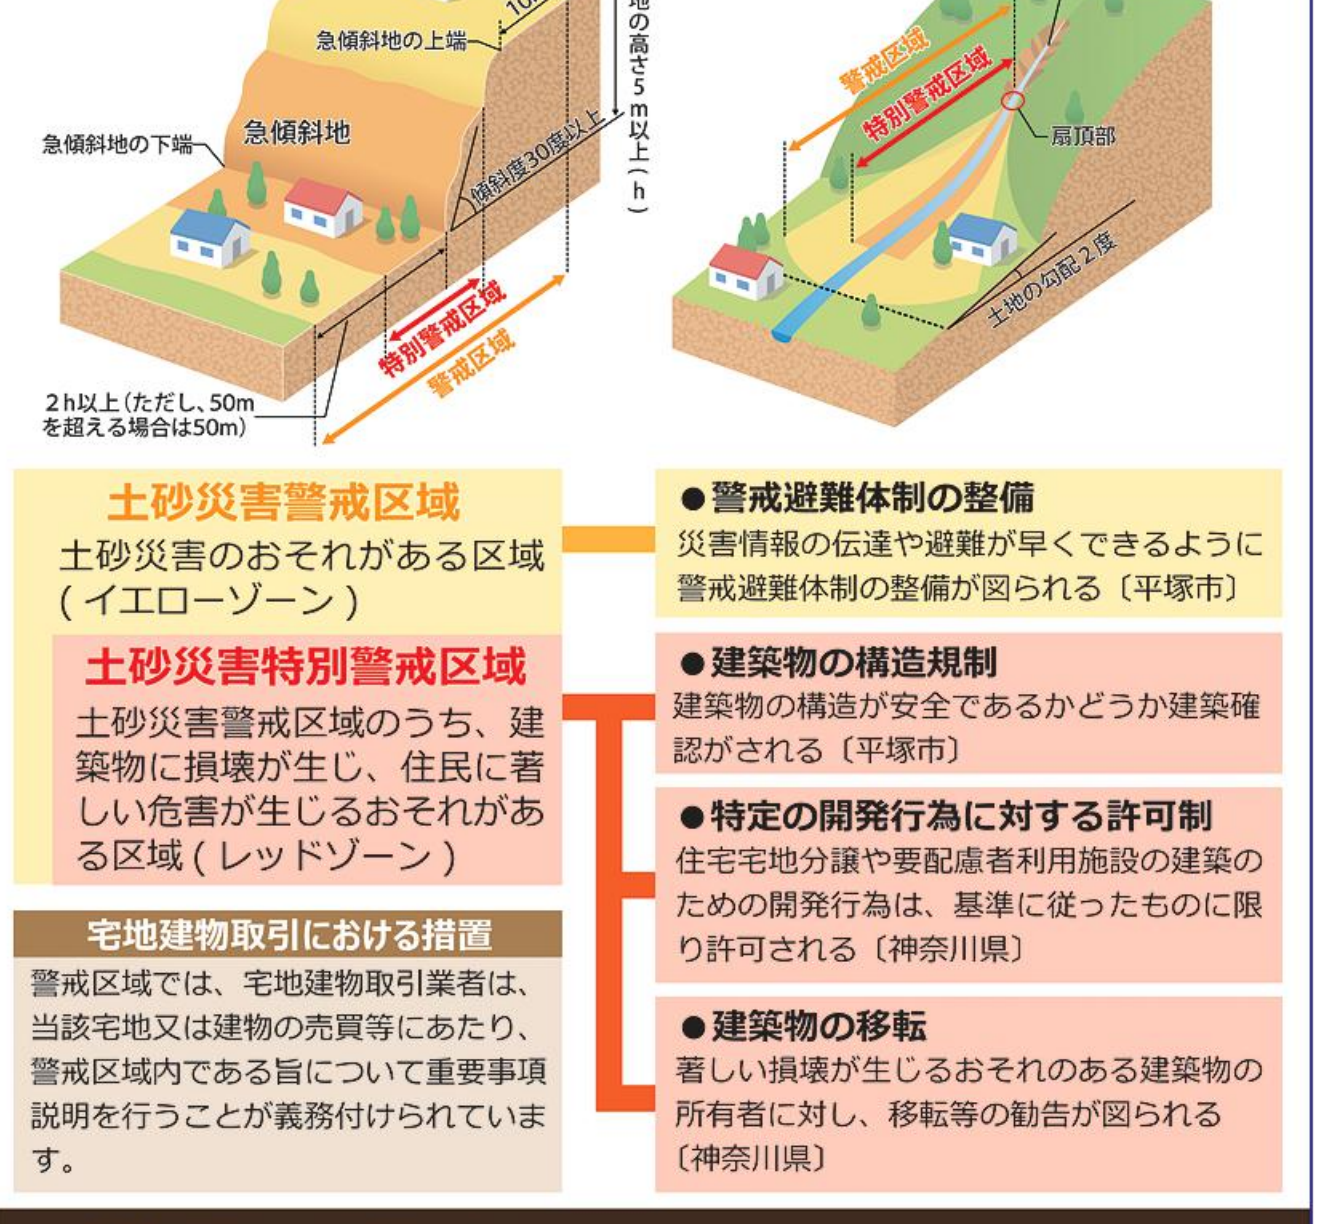 急傾斜地の上端
急傾斜地の下端
急傾斜地
傾斜度30度以上
地の高さ5m以上(h)
特別警戒区域
警戒区域
2h以上(ただし、50m
を超える場合は50m)
警戒区域
特別警戒区域
扇頂部
土地の勾配2度
土砂災害警戒区域
土砂災害のおそれがある区域
(イエローゾーン)
土砂災害特別警戒区域
土砂災害警戒区域のうち、建
築物に損壊が生じ、住民に著
しい危害が生じるおそれがあ
る区域(レッドゾーン)
宅地建物取引における措置
警戒区域では、宅地建物取引業者は、
当該宅地又は建物の売買等にあたり、
警戒区域内である旨について重要事項
説明を行うことが義務付けられていま
す。
●警戒避難体制の整備
災害情報の伝達や避難が早くできるように
警戒避難体制の整備が図られる〔平塚市〕
●建築物の構造規制
建築物の構造が安全であるかどうか建築確
認がされる〔平塚市〕
●特定の開発行為に対する許可制
住宅宅地分譲や要配慮者利用施設の建築の
ための開発行為は、基準に従ったものに限
り許可される〔神奈川県〕
●建築物の移転
著しい損壊が生じるおそれのある建築物の
所有者に対し、移転等の勧告が図られる
〔神奈川県〕